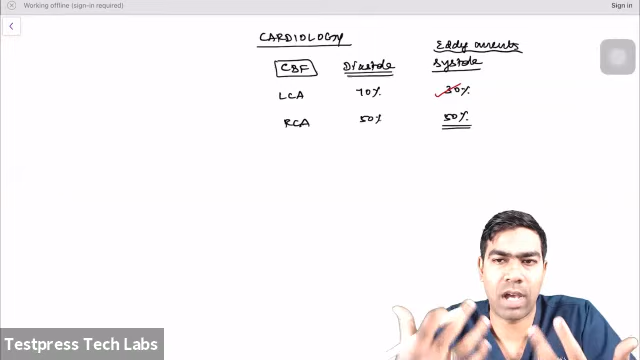 Working offline (sign-in required)
Sign in
CARDIOLOGY
Eddy currents
CBF Diastole Systole
LCA 70% 30%
RCA 50% 50%
Testpress Tech Labs